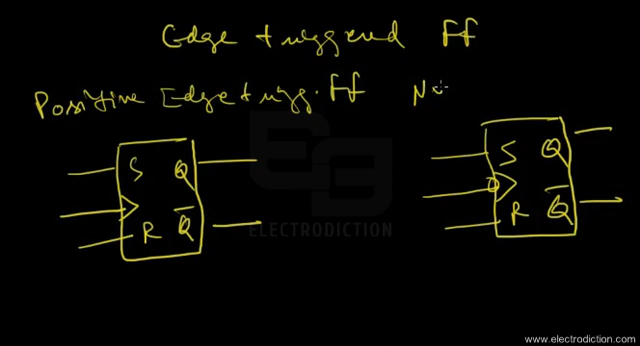 Edge triggered FF
Positive Edge trigg. FF
S Q
R Q̅
S Q
R Q̅
ELECTRODICTION
www.electrodiction.com